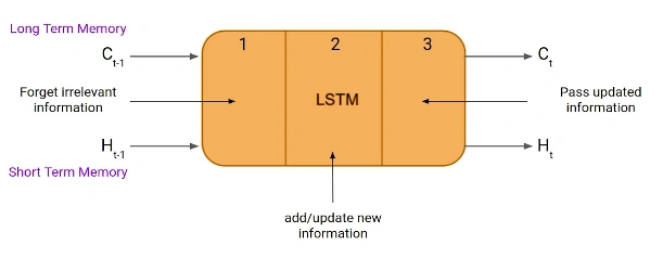 Long Term Memory
1 2 3
C t-1
C t
Forget irrelevant
information
LSTM
Pass updated
information
H t-1
H t
Short Term Memory
add/update new
information